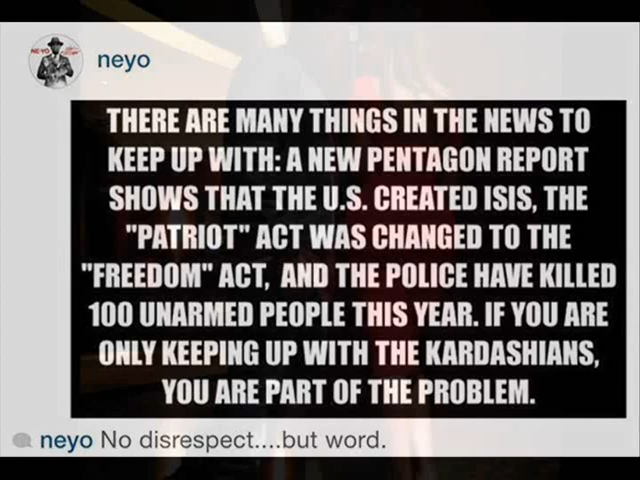 neyo
THERE ARE MANY THINGS IN THE NEWS TO
KEEP UP WITH: A NEW PENTAGON REPORT
SHOWS THAT THE U.S. CREATED ISIS, THE
"PATRIOT" ACT WAS CHANGED TO THE
"FREEDOM" ACT, AND THE POLICE HAVE KILLED
100 UNARMED PEOPLE THIS YEAR. IF YOU ARE
ONLY KEEPING UP WITH THE KARDASHIANS,
YOU ARE PART OF THE PROBLEM.
neyo No disrespect....but word.